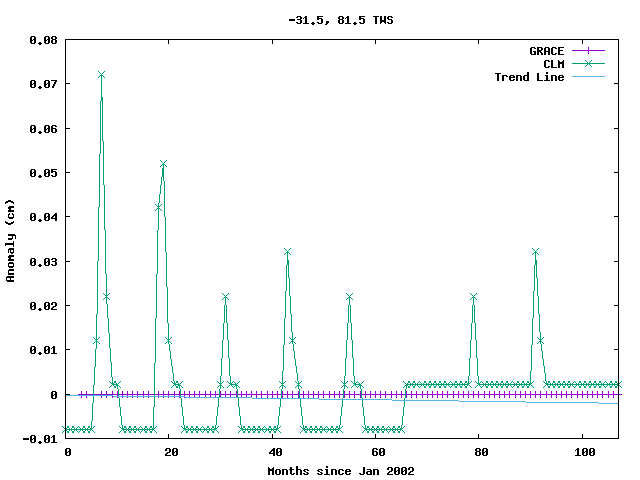 -31.5, 81.5 TWS
0.08
0.07
0.06
0.05
0.04
0.03
0.02
0.01
0
-0.01
Anomaly (cm)
GRACE
CLM
Trend Line
0 20 40 60 80 100
Months since Jan 2002